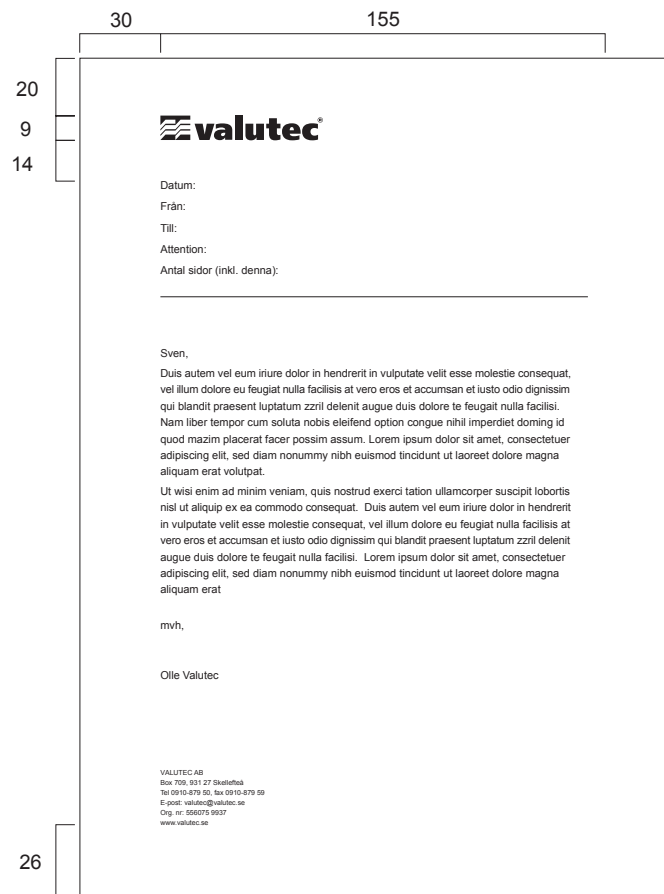 30
155
20
9
14
valutec®
Datum:
Från:
Till:
Attention:
Antal sidor (inkl. denna):
Sven,
Duis autem vel eum iriure dolor in hendrerit in vulputate velit esse molestie consequat,
vel illum dolore eu feugiat nulla facilisis at vero eros et accumsan et iusto odio dignissim
qui blandit praesent luptatum zzril delenit augue duis dolore te feugait nulla facilisi.
Nam liber tempor cum soluta nobis eleifend option congue nihil imperdiet doming id
quod mazim placerat facer possim assum. Lorem ipsum dolor sit amet, consectetuer
adipiscing elit, sed diam nonummy nibh euismod tincidunt ut laoreet dolore magna
aliquam erat volutpat.
Ut wisi enim ad minim veniam, quis nostrud exerci tation ullamcorper suscipit lobortis
nisl ut aliquip ex ea commodo consequat.  Duis autem vel eum iriure dolor in hendrerit
in vulputate velit esse molestie consequat, vel illum dolore eu feugiat nulla facilisis at
vero eros et accumsan et iusto odio dignissim qui blandit praesent luptatum zzril delenit
augue duis dolore te feugait nulla facilisi.  Lorem ipsum dolor sit amet, consectetuer
adipiscing elit, sed diam nonummy nibh euismod tincidunt ut laoreet dolore magna
aliquam erat
mvh,
Olle Valutec
VALUTEC AB
Box 709, 931 27 Skellefteå
Tel 0910-879 50, fax 0910-879 59
E-post: valutec@valutec.se
Org. nr: 556075 9937
www.valutec.se
26